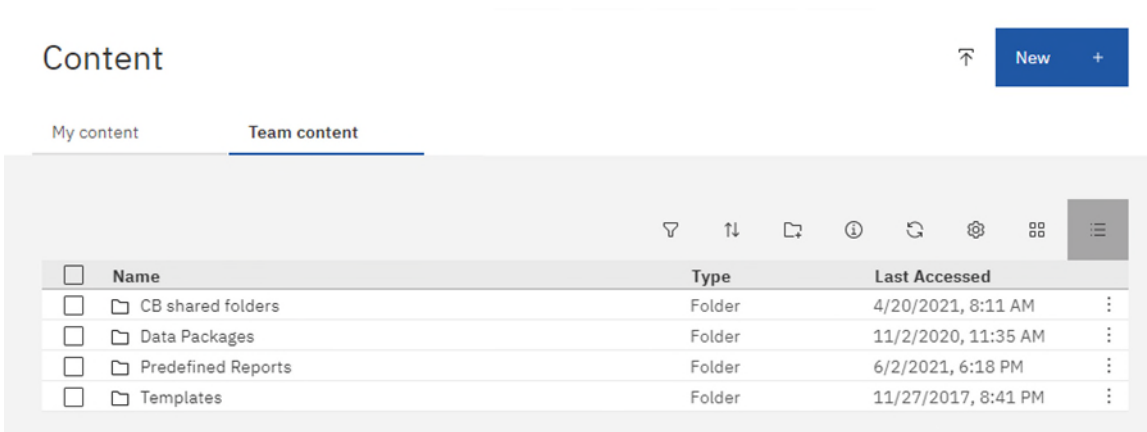 Content
New +
My content Team content
Name Type Last Accessed
CB shared folders Folder 4/20/2021, 8:11 AM
Data Packages Folder 11/2/2020, 11:35 AM
Predefined Reports Folder 6/2/2021, 6:18 PM
Templates Folder 11/27/2017, 8:41 PM